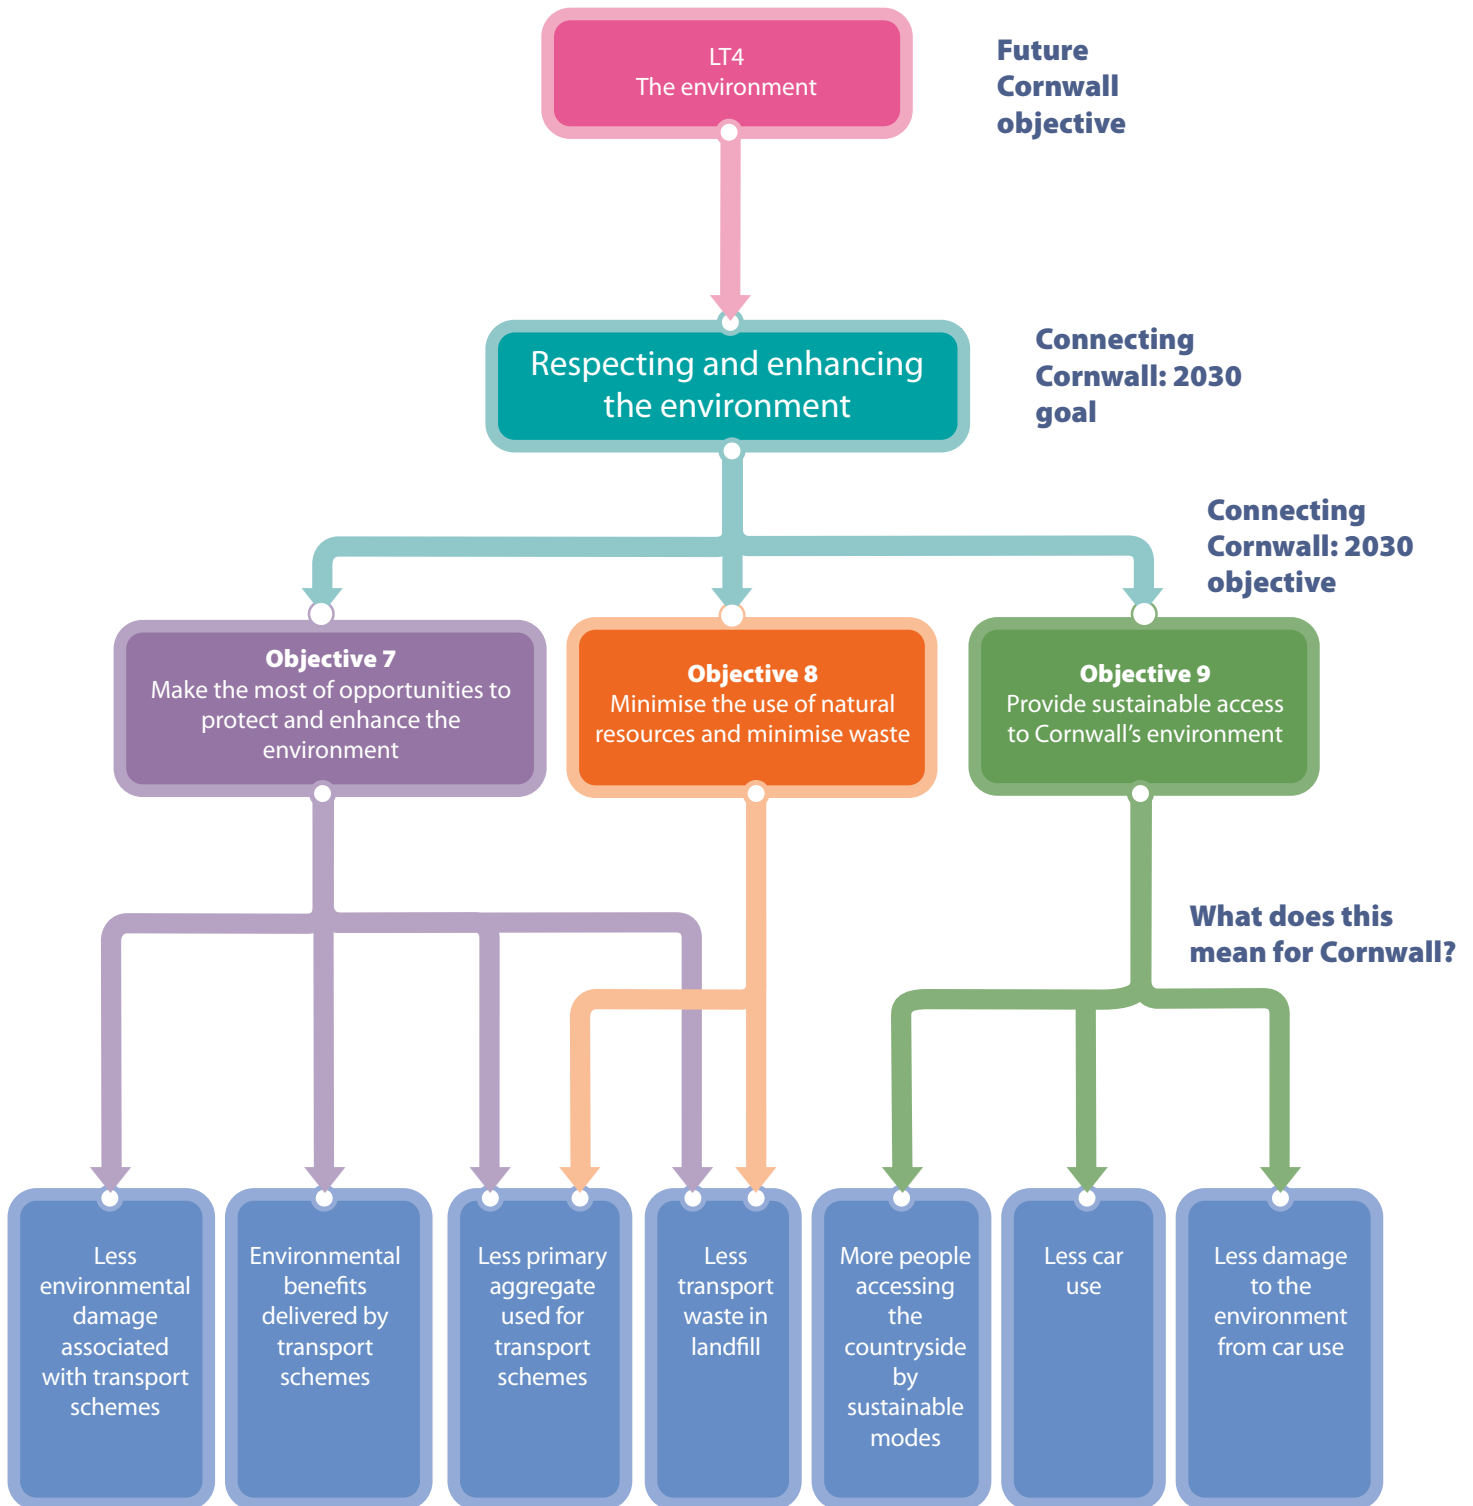 LT4
The environment
Future
Cornwall
objective
Respecting and enhancing
the environment
Connecting
Cornwall: 2030
goal
Connecting
Cornwall: 2030
objective
Objective 7
Make the most of opportunities to
protect and enhance the
environment
Objective 8
Minimise the use of natural
resources and minimise waste
Objective 9
Provide sustainable access
to Cornwall’s environment
What does this
mean for Cornwall?
Less
environmental
damage
associated
with transport
schemes
Environmental
benefits
delivered by
transport
schemes
Less primary
aggregate
used for
transport
schemes
Less
transport
waste in
landfill
More people
accessing
the
countryside
by
sustainable
modes
Less car
use
Less damage
to the
environment
from car use